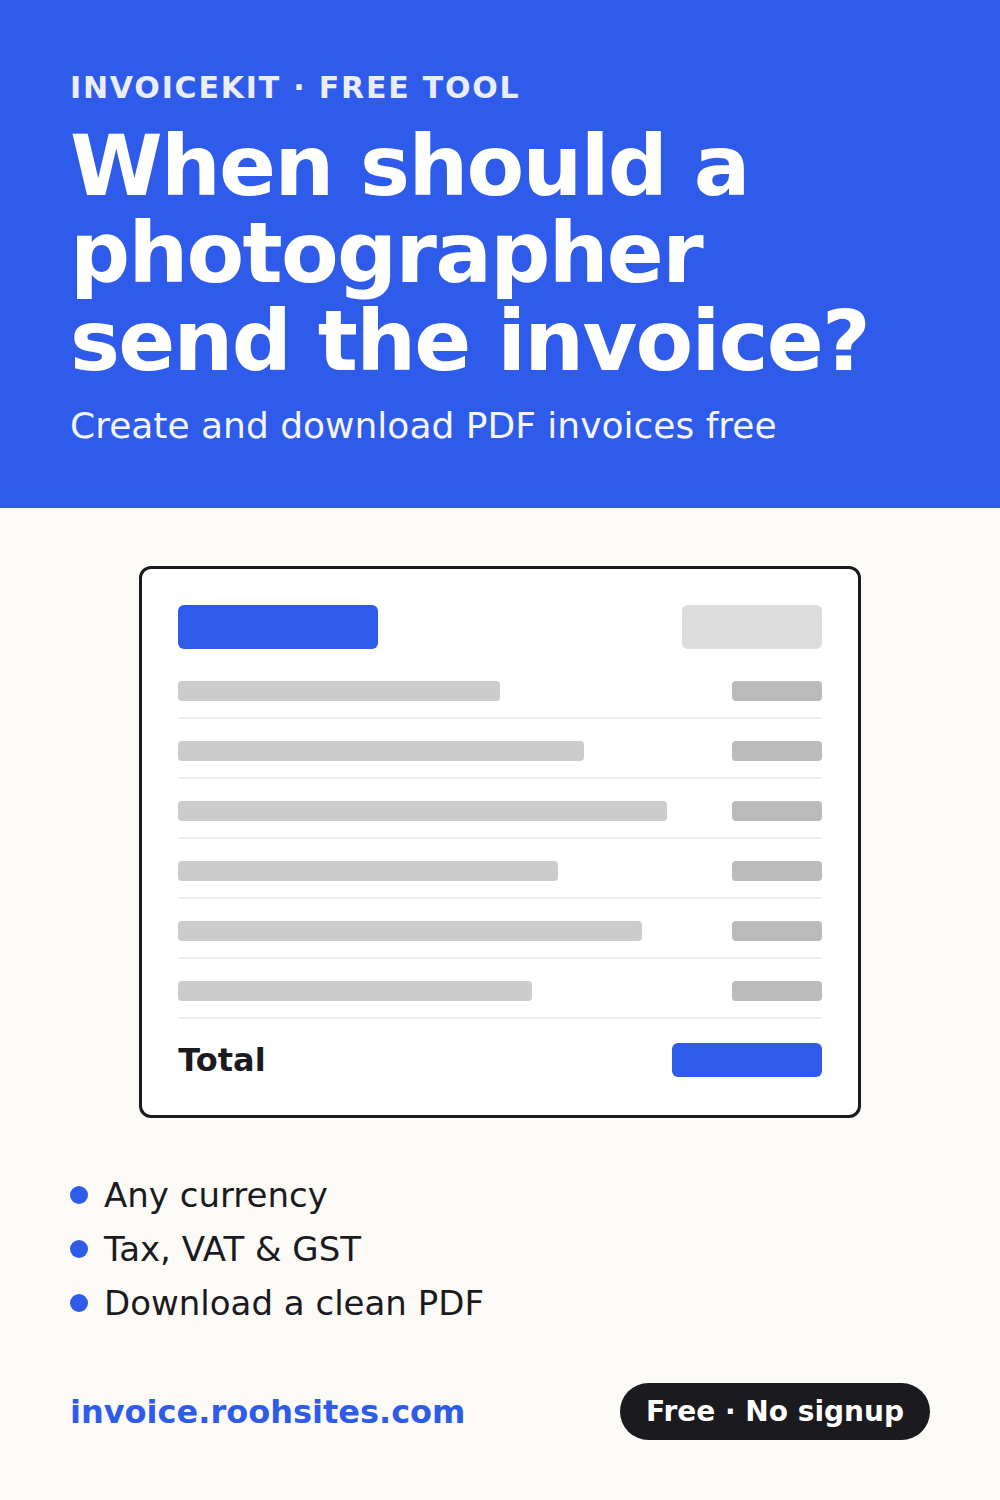 INVOICEKIT · FREE TOOL
When should a
photographer
send the invoice?
Create and download PDF invoices free
Total
Any currency
Tax, VAT & GST
Download a clean PDF
invoice.roohsites.com
Free · No signup